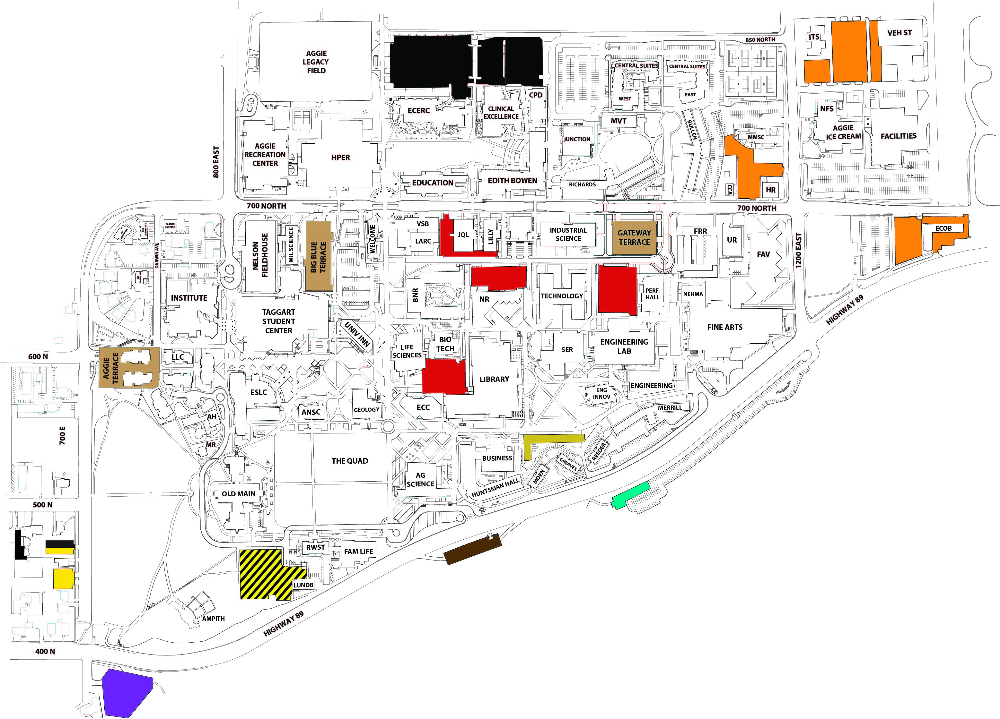 850 NORTH
ITS
VEH ST
AGGIE
LEGACY
FIELD
CENTRAL SUITES
WEST
CENTRAL SUITES
EAST
CPD
ECERC
CLINICAL
EXCELLENCE
MVT
BULLEN
NFS
AGGIE
ICE CREAM
FACILITIES
MMSC
JUNCTION
800 EAST
AGGIE
RECREATION
CENTER
HPER
EDUCATION
EDITH BOWEN
RICHARDS
CCA
HR
700 NORTH
700 NORTH
DARWIN
LANDING
DARWIN AVE
NELSON
FIELDHOUSE
MIL SCIENCE
BIG BLUE
TERRACE
WELCOME
103B
VSB
LARC
JQL
LILLY
INDUSTRIAL
SCIENCE
GATEWAY
TERRACE
FRR
UR
FAV
1200 EAST
ECOB
INSTITUTE
TAGGART
STUDENT
CENTER
UNIV INN
BNR
NR
TECHNOLOGY
PERF.
HALL
NEHMA
FINE ARTS
HIGHWAY 89
600 N
AGGIE
TERRACE
LLC
LIFE
SCIENCES
BIO
TECH
LIBRARY
SER
ENGINEERING
LAB
ENGINEERING
ENG
INNOV
ESLC
ANSC
GEOLOGY
ECC
102B
MERRILL
700 E
AH
MR
THE QUAD
BUSINESS
REEDER
GREAVES
MOEN
AG
SCIENCE
HUNTSMAN HALL
OLD MAIN
500 N
RWST
FAM LIFE
LUNDB
AMPITH
HIGHWAY 89
400 N